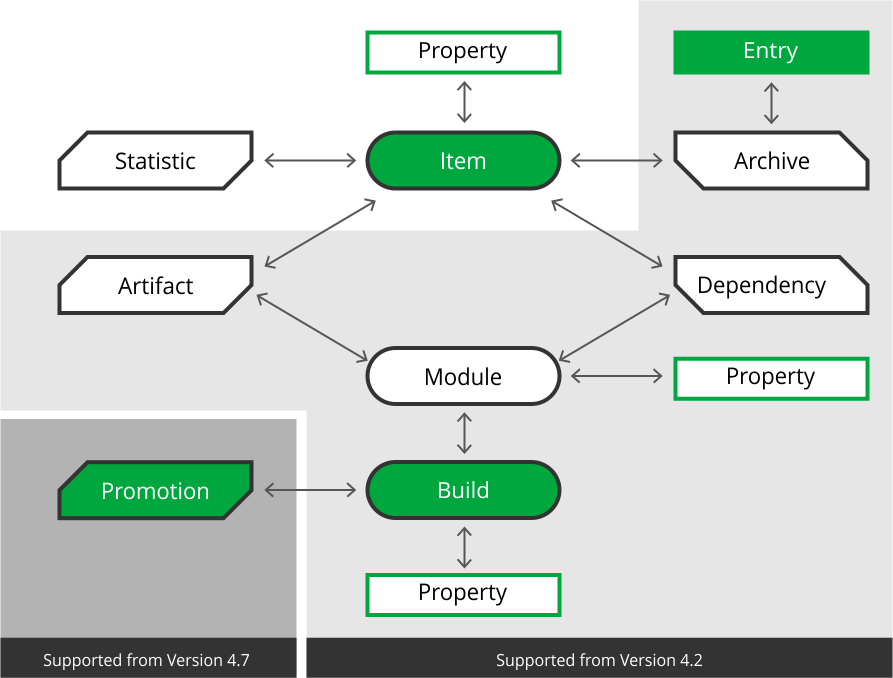 Property
Entry
Statistic
Item
Archive
Artifact
Dependency
Module
Property
Promotion
Build
Property
Supported from Version 4.7
Supported from Version 4.2